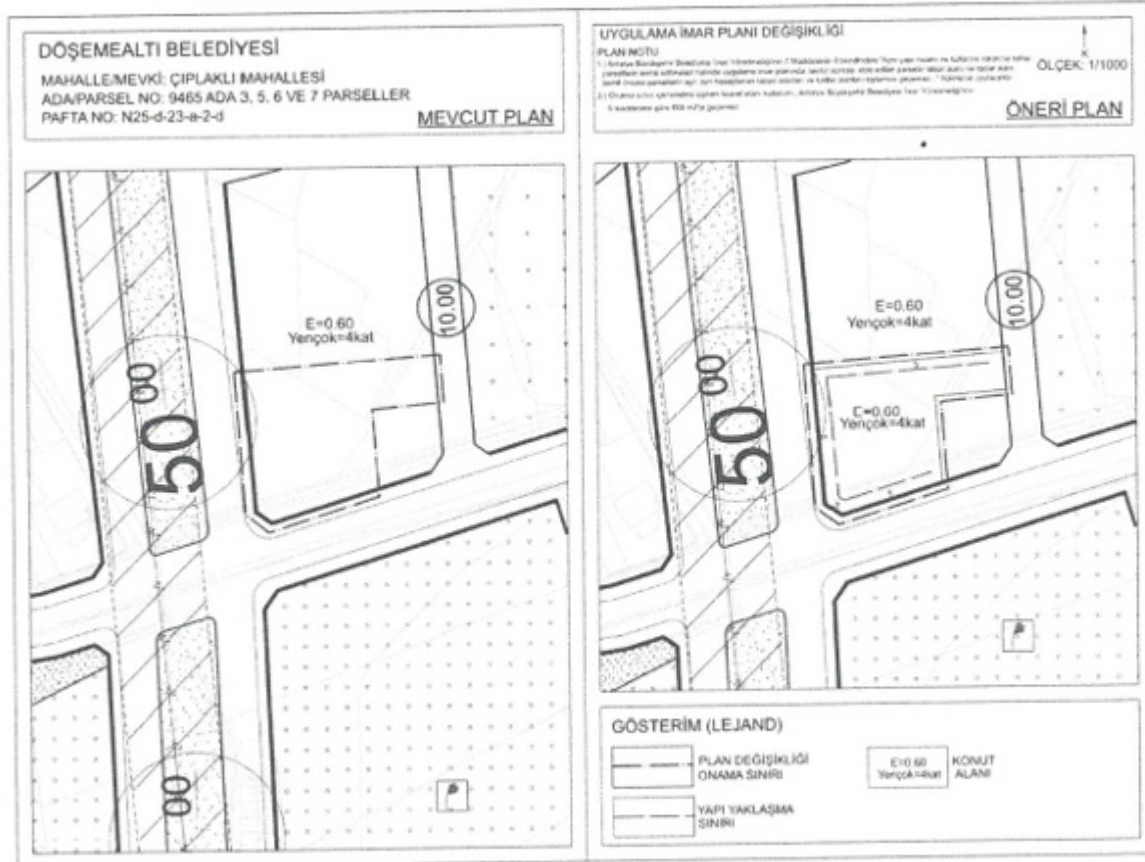 DÖŞEMEALTI BELEDİYESİ
MAHALLE/MEVKİ: ÇIPLAKLI MAHALLESİ
ADA/PARSEL NO: 9465 ADA 3, 5, 6 VE 7 PARSELLER
PAFTA NO: N25-d-23-a-2-d
MEVCUT PLAN
E=0.60
Yençok=4kat
10.00
50
00
00
UYGULAMA İMAR PLANI DEĞİŞİKLİĞİ
PLAN NOTU
K
ÖLÇEK: 1/1000
ÖNERİ PLAN
E=0.60
Yençok=4kat
10.00
50
00
E=0.60
Yençok=4kat
GÖSTERİM (LEJAND)
PLAN DEĞİŞİKLİĞİ
ONAMA SINIRI
E=0.60
Yençok=4kat
KONUT
ALANI
YAPI YAKLAŞMA
SINIRI